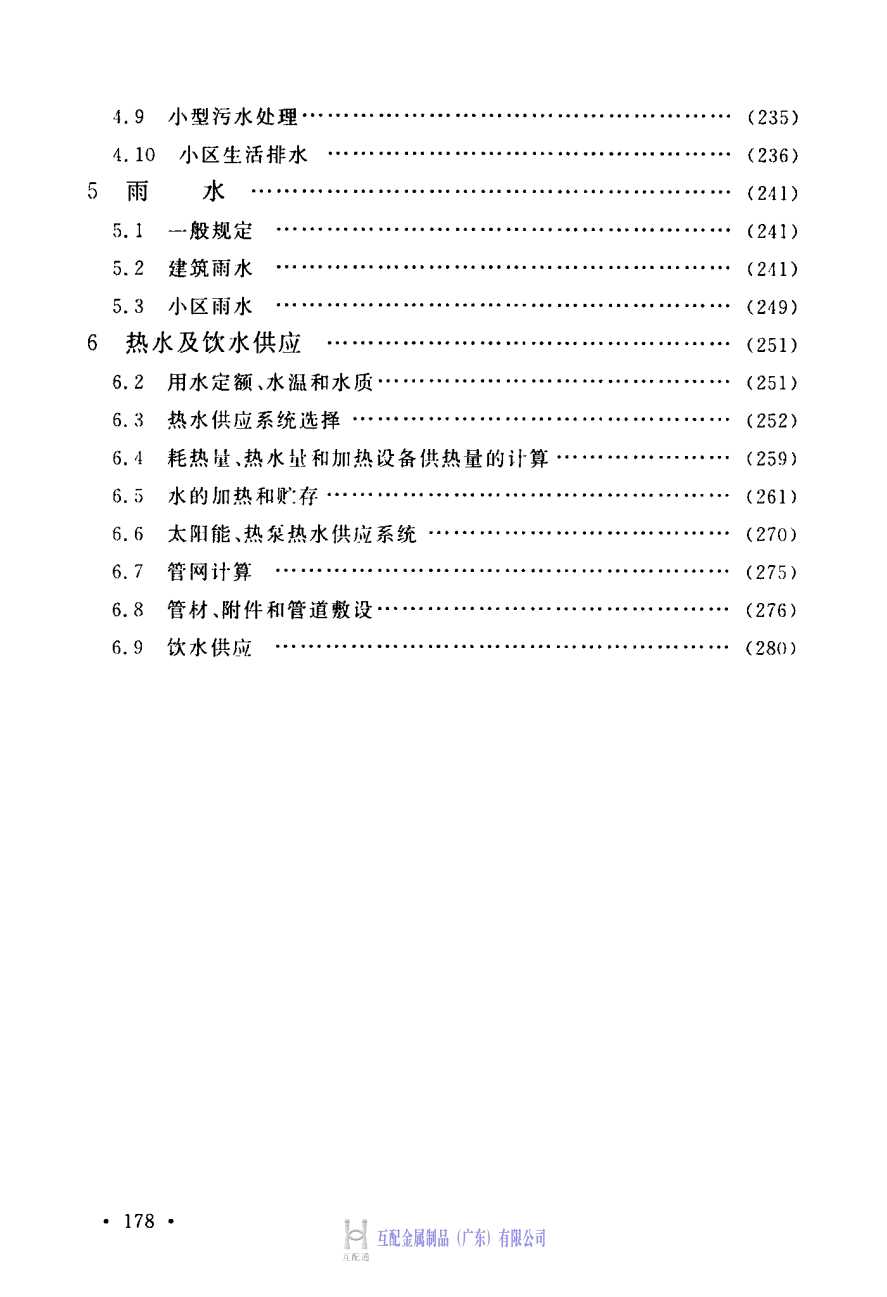 4.9 小型污水处理…………………………………………… (235)
4.10 小区生活排水 ………………………………………… (236)
5 雨 水 ………………………………………………… (241)
5.1 一般规定 ……………………………………………… (241)
5.2 建筑雨水 ……………………………………………… (241)
5.3 小区雨水 ……………………………………………… (249)
6 热水及饮水供应 ………………………………………… (251)
6.2 用水定额、水温和水质…………………………………… (251)
6.3 热水供应系统选择 ……………………………………… (252)
6.4 耗热量、热水量和加热设备供热量的计算 ………………… (259)
6.5 水的加热和贮存 ………………………………………… (261)
6.6 太阳能、热泵热水供应系统 ……………………………… (270)
6.7 管网计算 ……………………………………………… (275)
6.8 管材、附件和管道敷设…………………………………… (276)
6.9 饮水供应 ……………………………………………… (280)
· 178 ·
互配金属制品（广东）有限公司
互配通